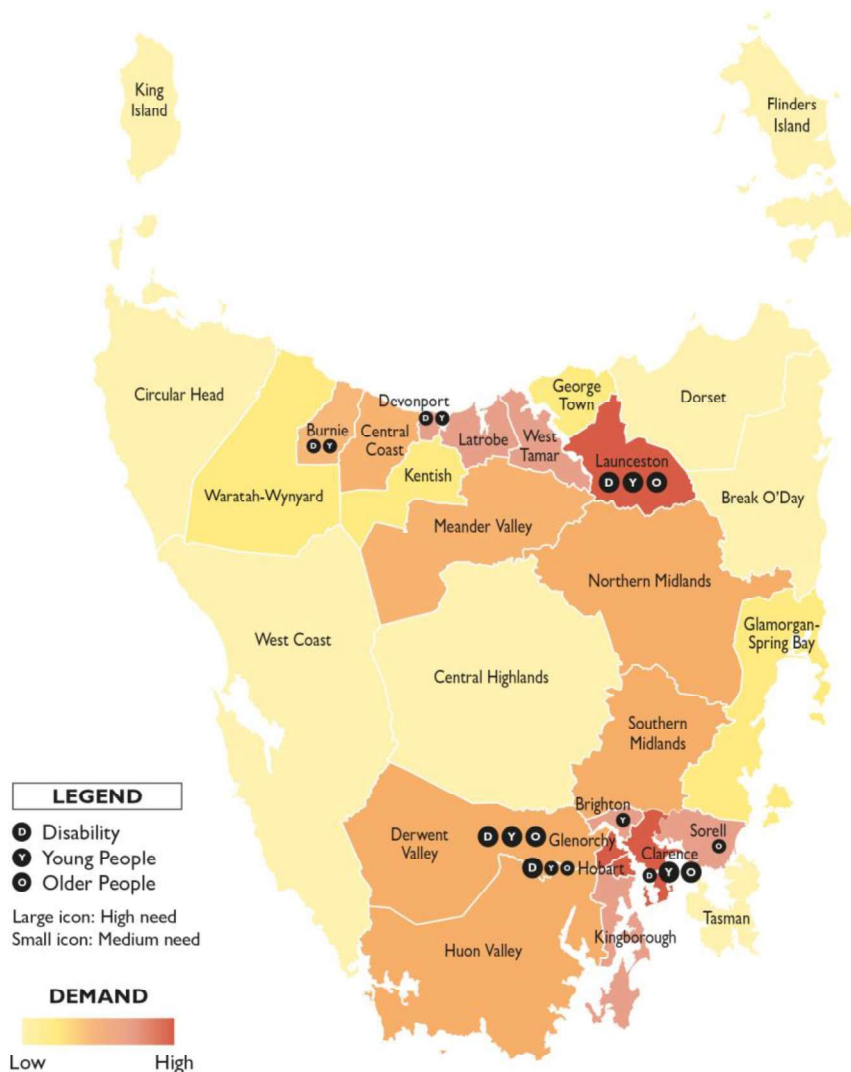 King
Island
Flinders
Island
Circular Head
Waratah-Wynyard
Burnie
D Y
Central
Coast
Devonport
D Y
Latrobe
Kentish
West
Tamar
George
Town
Dorset
Launceston
D Y O
Break O'Day
Meander Valley
Northern Midlands
West Coast
Central Highlands
Glamorgan-
Spring Bay
Southern
Midlands
Brighton
Y
Sorell
O
Derwent
Valley
D Y O Glenorchy
D Y O Hobart
Clarence
D Y O
Huon Valley
Kingborough
Tasman
LEGEND
D Disability
Y Young People
O Older People
Large icon: High need
Small icon: Medium need
DEMAND
Low High